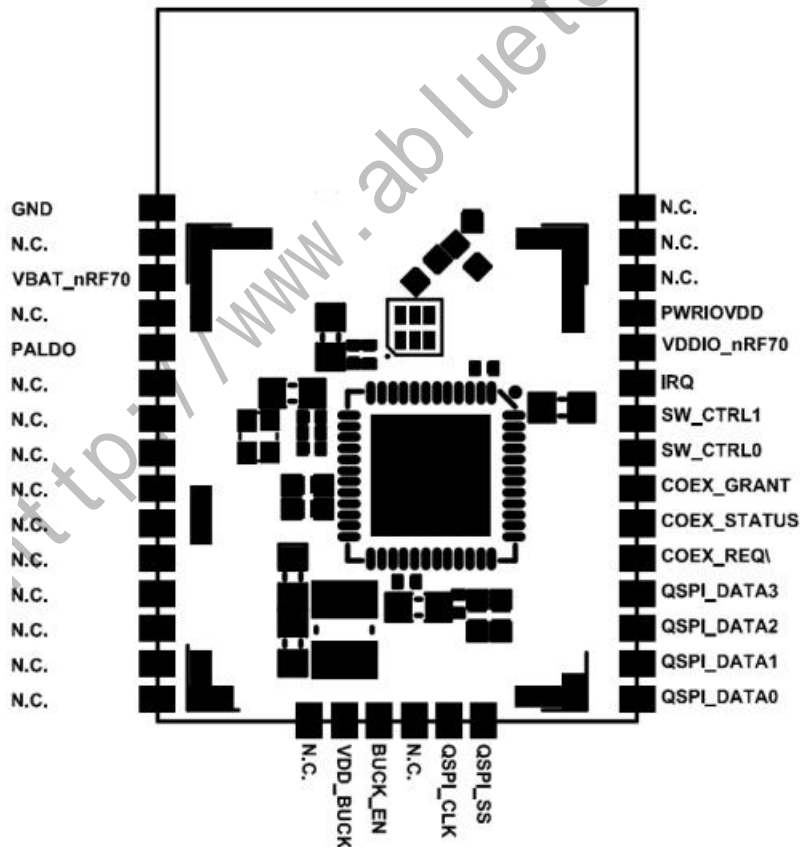 http://www.abluet
GND
N.C.
VBAT_nRF70
N.C.
PALDO
N.C.
N.C.
N.C.
N.C.
N.C.
N.C.
N.C.
N.C.
N.C.
N.C.
N.C.
N.C.
N.C.
PWRIOVDD
VDDIO_nRF70
IRQ
SW_CTRL1
SW_CTRL0
COEX_GRANT
COEX_STATUS
COEX_REQ\
QSPI_DATA3
QSPI_DATA2
QSPI_DATA1
QSPI_DATA0
N.C.
VDD_BUCK
BUCK_EN
N.C.
QSPI_CLK
QSPI_SS